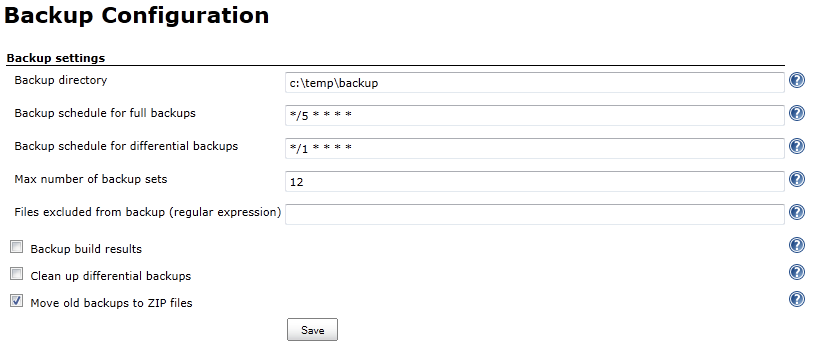 Backup Configuration
Backup settings
Backup directory c:\temp\backup
Backup schedule for full backups */5 * * * *
Backup schedule for differential backups */1 * * * *
Max number of backup sets 12
Files excluded from backup (regular expression)
Backup build results
Clean up differential backups
Move old backups to ZIP files
Save